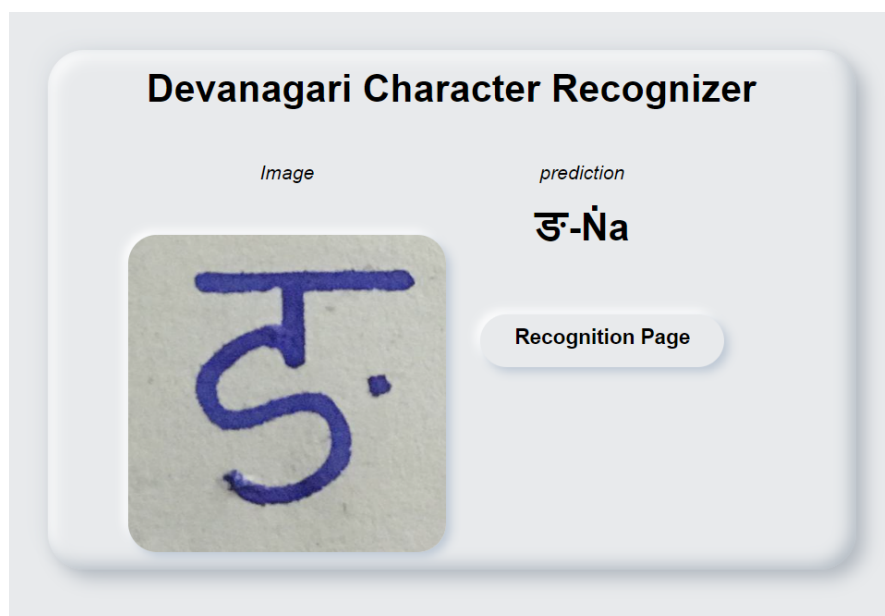 Devanagari Character Recognizer
Image
prediction
ङ-Ṅa
ङ
Recognition Page